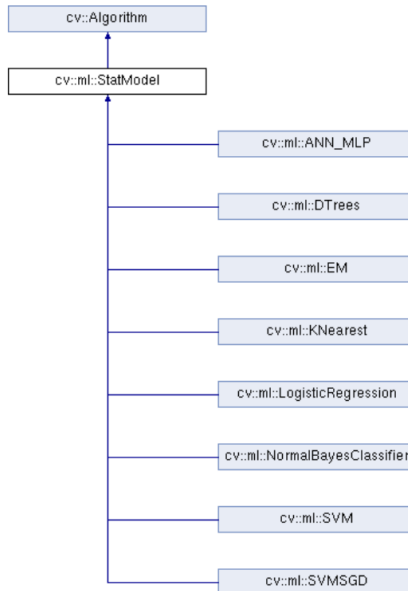 cv::Algorithm
cv::ml::StatModel
cv::ml::ANN_MLP
cv::ml::DTrees
cv::ml::EM
cv::ml::KNearest
cv::ml::LogisticRegression
cv::ml::NormalBayesClassifier
cv::ml::SVM
cv::ml::SVMSGD